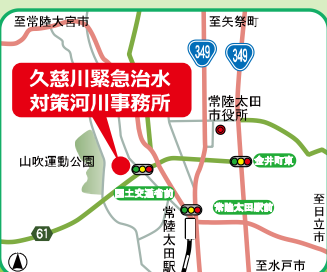 至常陸大宮市
至矢祭町
349
349
久慈川緊急治水
対策河川事務所
常陸太田
市役所
山吹運動公園
金井町東
国土交通省前
常陸太田駅前
61
常陸太田駅
至日立市
至水戸市